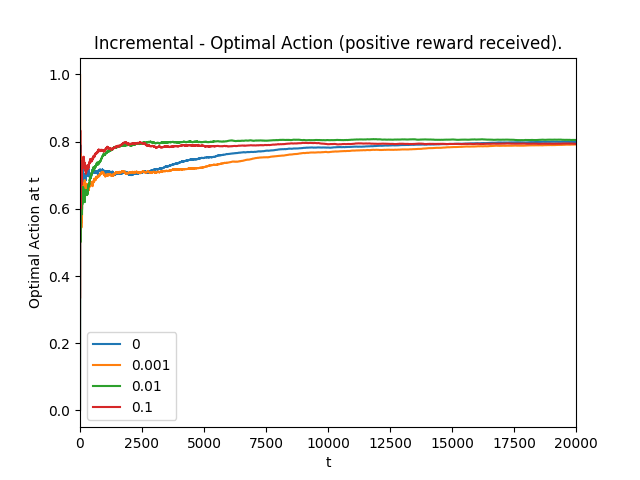 Incremental - Optimal Action (positive reward received).
1.0
0.8
0.6
0.4
0.2
0.0
Optimal Action at t
0
0.001
0.01
0.1
0 2500 5000 7500 10000 12500 15000 17500 20000
t